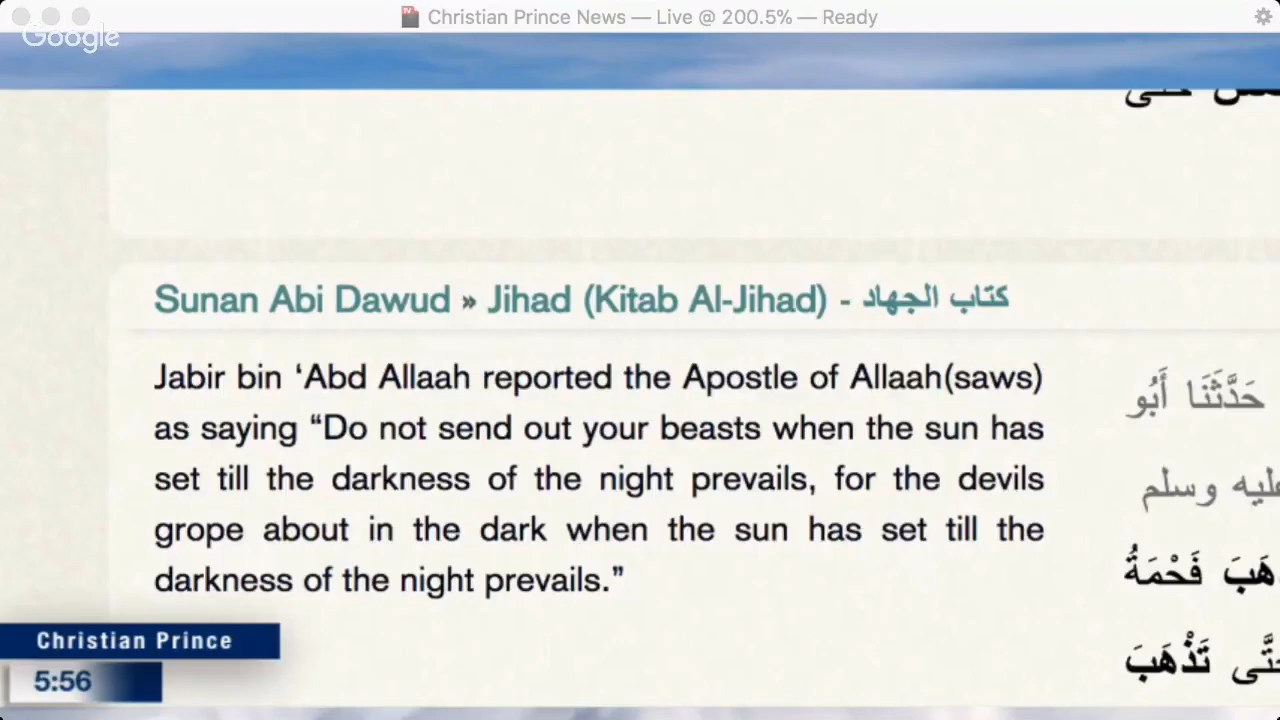 Christian Prince News — Live @ 200.5% — Ready
Google
Sunan Abi Dawud » Jihad (Kitab Al-Jihad) - كتاب الجهاد
Jabir bin ‘Abd Allaah reported the Apostle of Allaah(saws)
as saying “Do not send out your beasts when the sun has
set till the darkness of the night prevails, for the devils
grope about in the dark when the sun has set till the
darkness of the night prevails.”
حَدَّثَنَا أَبُو
عليه وسلم
فَحْمَةُ
حَتَّى تَذْهَبَ
Christian Prince
5:56